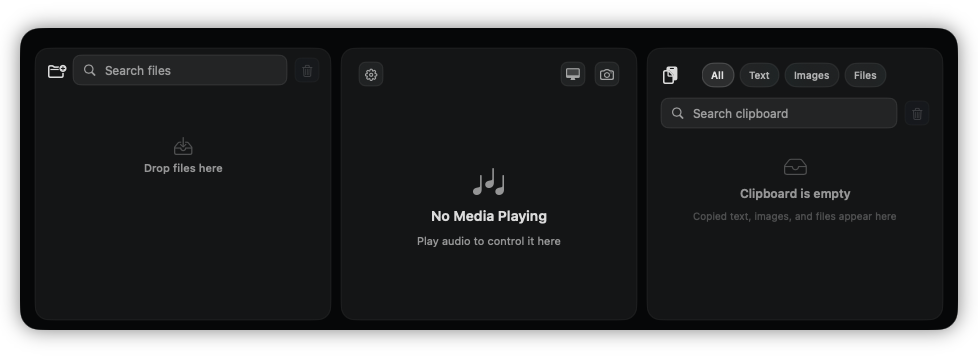 Search files
Drop files here
No Media Playing
Play audio to control it here
All Text Images Files
Search clipboard
Clipboard is empty
Copied text, images, and files appear here